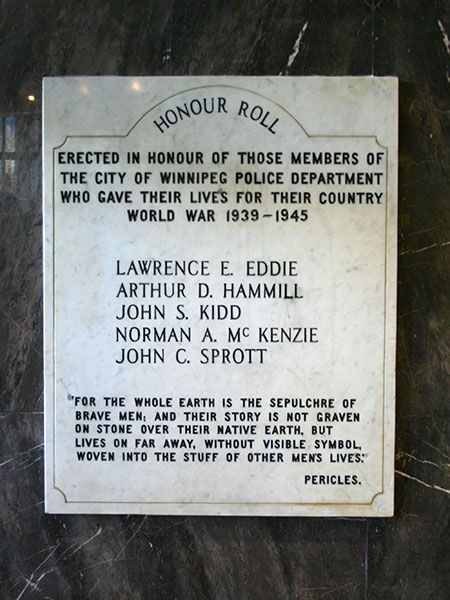 HONOUR ROLL
ERECTED IN HONOUR OF THOSE MEMBERS OF
THE CITY OF WINNIPEG POLICE DEPARTMENT
WHO GAVE THEIR LIVES FOR THEIR COUNTRY
WORLD WAR 1939-1945
LAWRENCE E. EDDIE
ARTHUR D. HAMMILL
JOHN S. KIDD
NORMAN A. Mc KENZIE
JOHN C. SPROTT
"FOR THE WHOLE EARTH IS THE SEPULCHRE OF
BRAVE MEN; AND THEIR STORY IS NOT GRAVEN
ON STONE OVER THEIR NATIVE EARTH, BUT
LIVES ON FAR AWAY, WITHOUT VISIBLE SYMBOL,
WOVEN INTO THE STUFF OF OTHER MEN'S LIVES."
PERICLES.